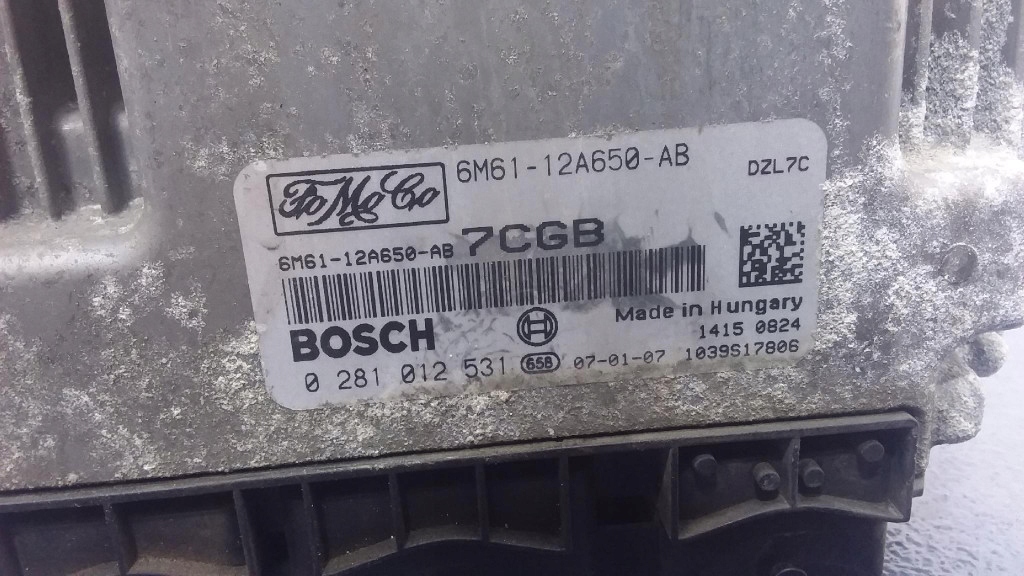 FoMoCo 6M61-12A650-AB DZL7C
6M61-12A650-AB 7CGB
Made in Hungary
BOSCH 1415 0824
0 281 012 531 658 07-01-07 1039S17806